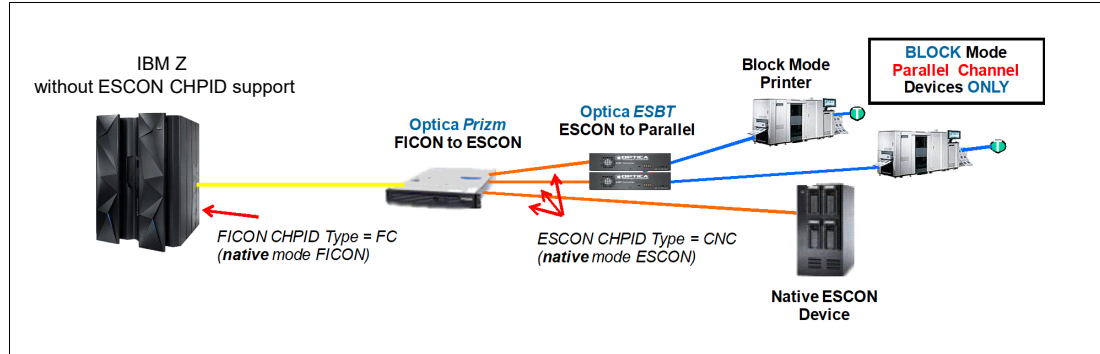 IBM Z
without ESCON CHPID support
Optica Prizm
FICON to ESCON
Optica ESBT
ESCON to Parallel
Block Mode
Printer
BLOCK Mode
Parallel Channel
Devices ONLY
OPTICA
OPTICA
T
T
FICON CHPID Type = FC
(native mode FICON)
ESCON CHPID Type = CNC
(native mode ESCON)
Native ESCON
Device